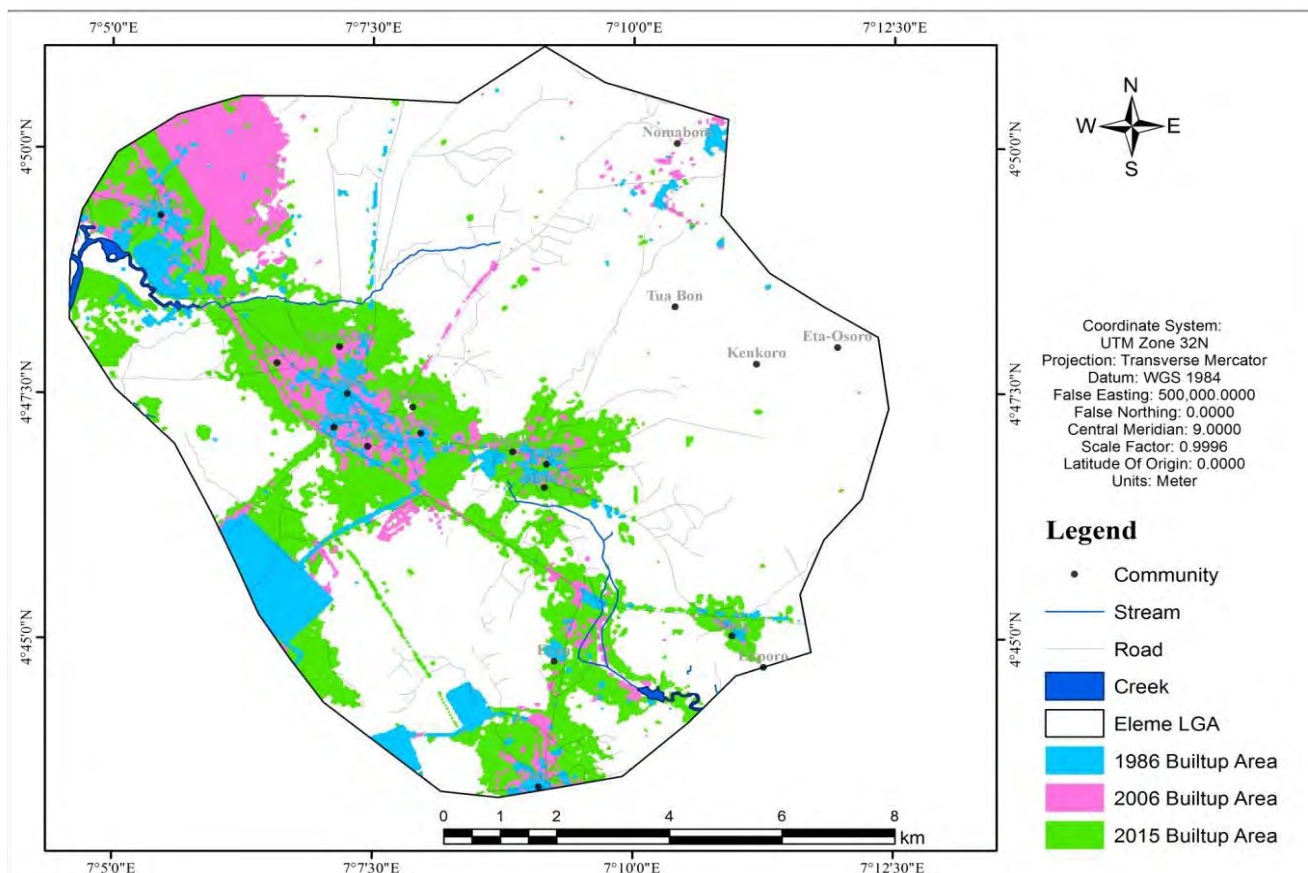 7°5'0"E
7°7'30"E
7°10'0"E
7°12'30"E
4°50'0"N
4°47'30"N
4°45'0"N
4°50'0"N
4°47'30"N
4°45'0"N
Nomabon
Tua Bon
Eta-Osoro
Kenkoro
0 1 2 4 6 8
km
7°5'0"E
7°7'30"E
7°10'0"E
7°12'30"E
N
W E
S
Coordinate System:
UTM Zone 32N
Projection: Transverse Mercator
Datum: WGS 1984
False Easting: 500,000.0000
False Northing: 0.0000
Central Meridian: 9.0000
Scale Factor: 0.9996
Latitude Of Origin: 0.0000
Units: Meter
Legend
Community
Stream
Road
Creek
Eleme LGA
1986 Builtup Area
2006 Builtup Area
2015 Builtup Area